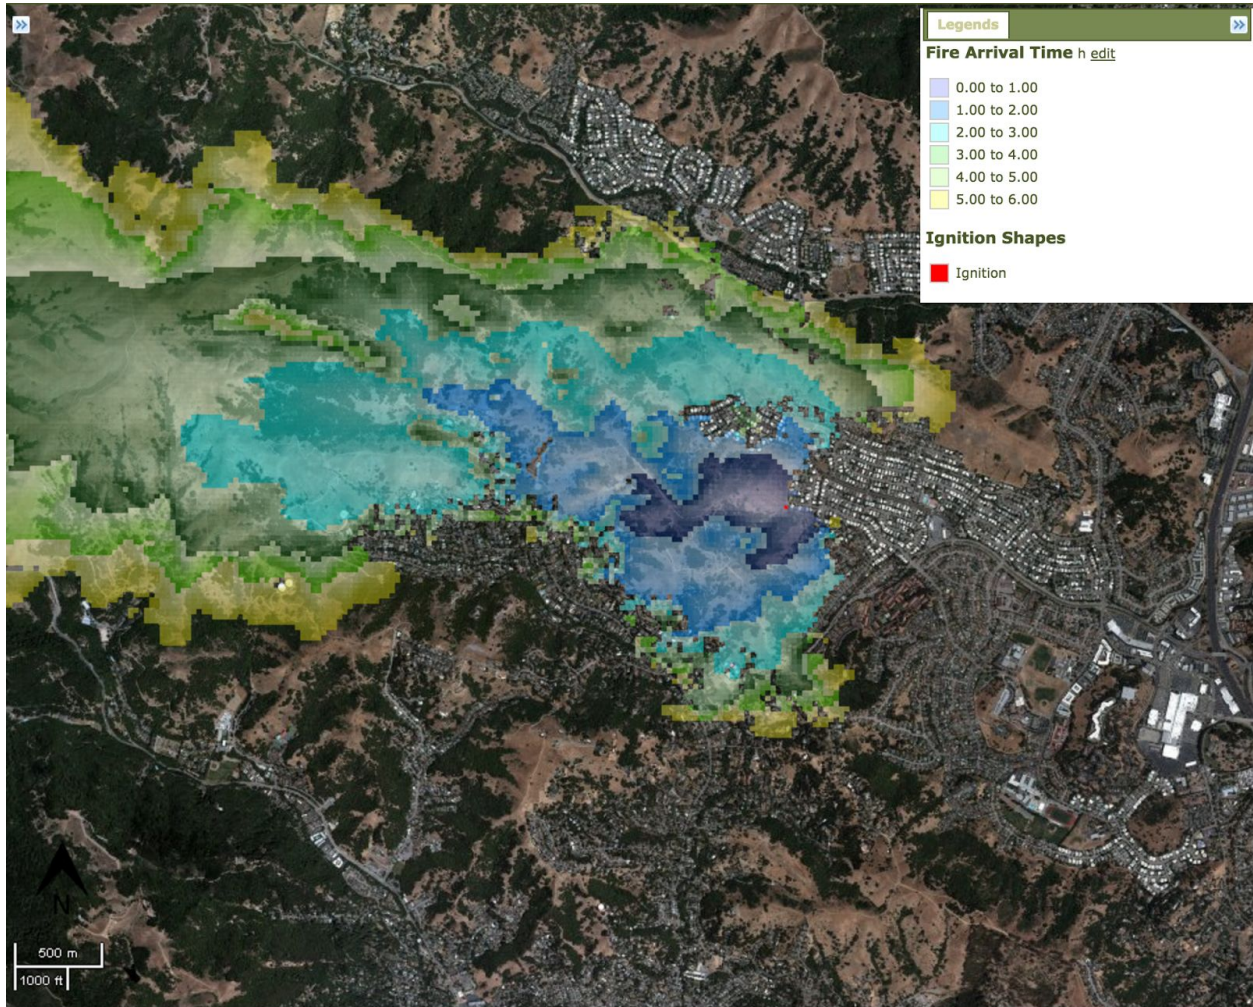 Legends
Fire Arrival Time h edit
0.00 to 1.00
1.00 to 2.00
2.00 to 3.00
3.00 to 4.00
4.00 to 5.00
5.00 to 6.00
Ignition Shapes
Ignition
N
500 m
1000 ft